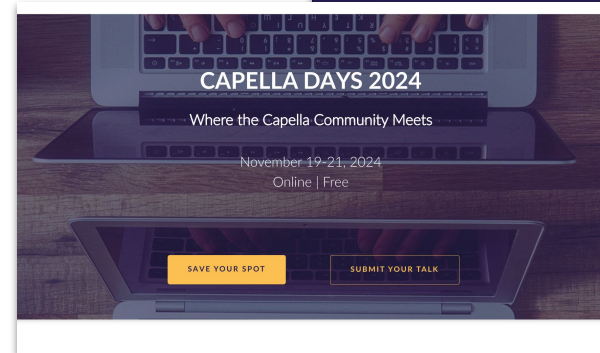 CAPELLA DAYS 2024
Where the Capella Community Meets
November 19-21, 2024
Online | Free
SAVE YOUR SPOT
SUBMIT YOUR TALK